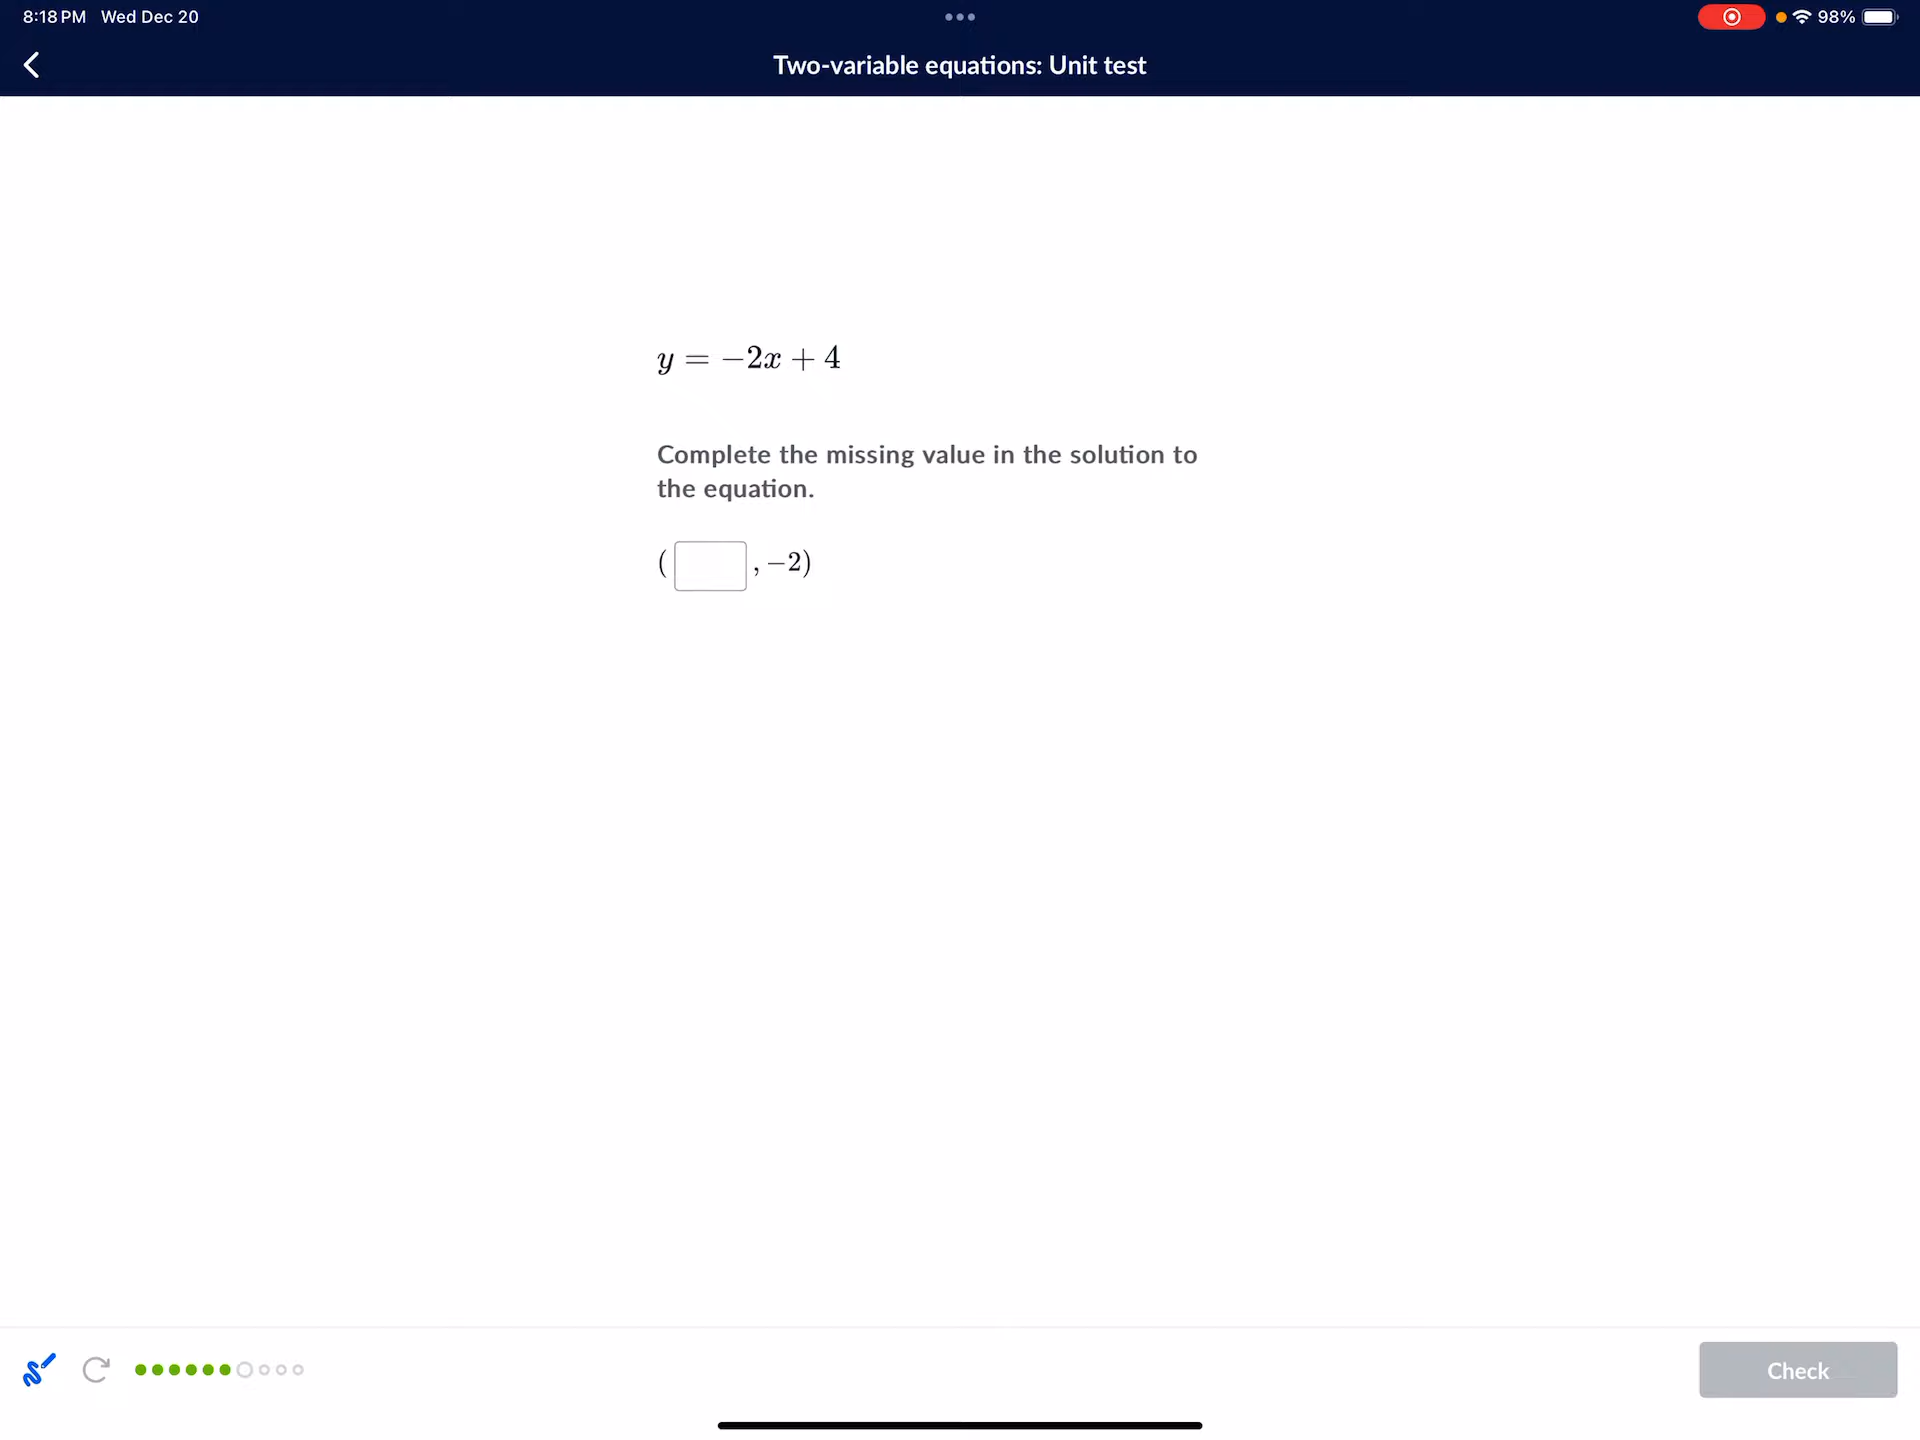 8:18 PM Wed Dec 20
98%
Two-variable equations: Unit test
y = −2x + 4
Complete the missing value in the solution to
the equation.
( , −2)
Check